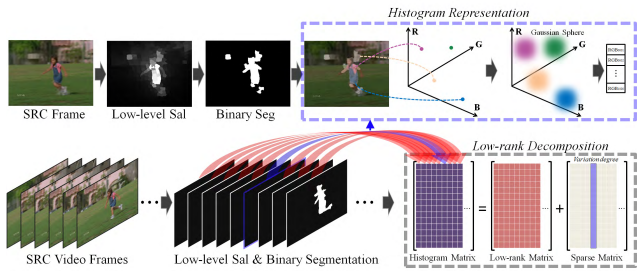 Histogram Representation
R
G
B
R
Gaussian Sphere
G
B
SRC Frame
Low-level Sal
Binary Seg
Low-rank Decomposition
Variation degree
...
...
...
=
...
+
...
SRC Video Frames
Low-level Sal & Binary Segmentation
Histogram Matrix
Low-rank Matrix
Sparse Matrix